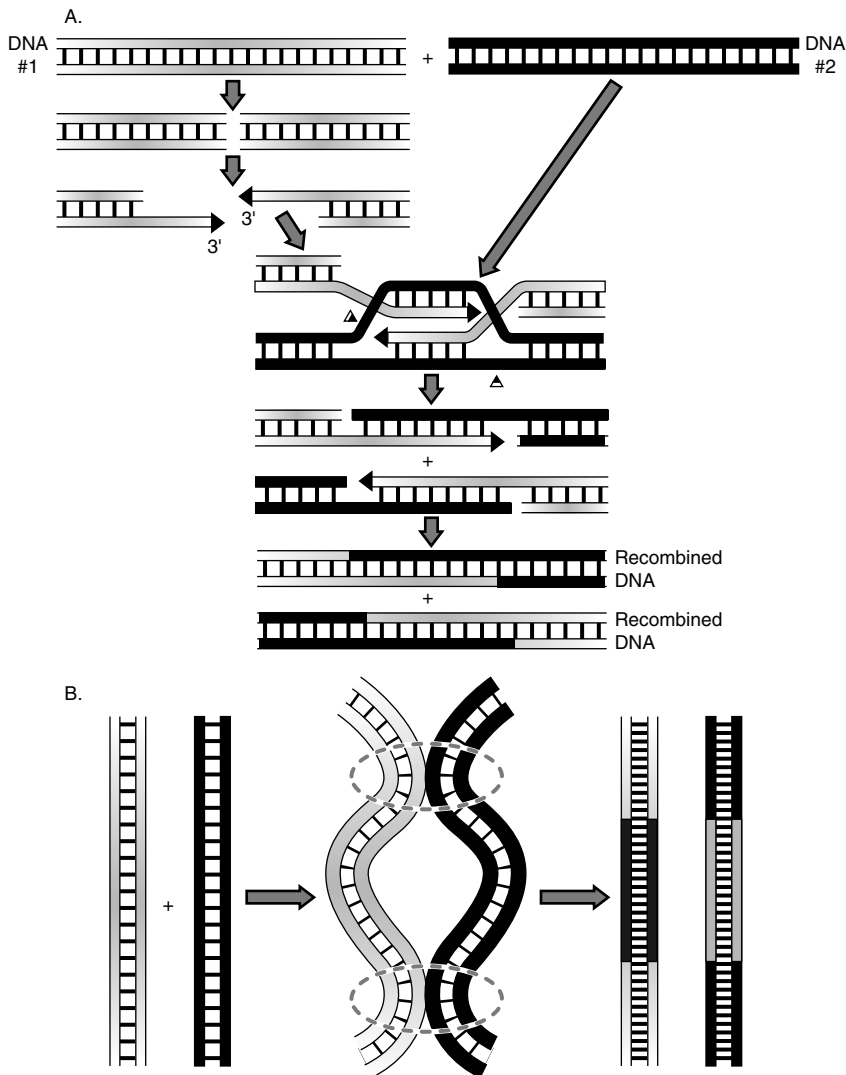 A.
DNA
#1
+
DNA
#2
3'
3'
+
Recombined
DNA
+
Recombined
DNA
B.
+